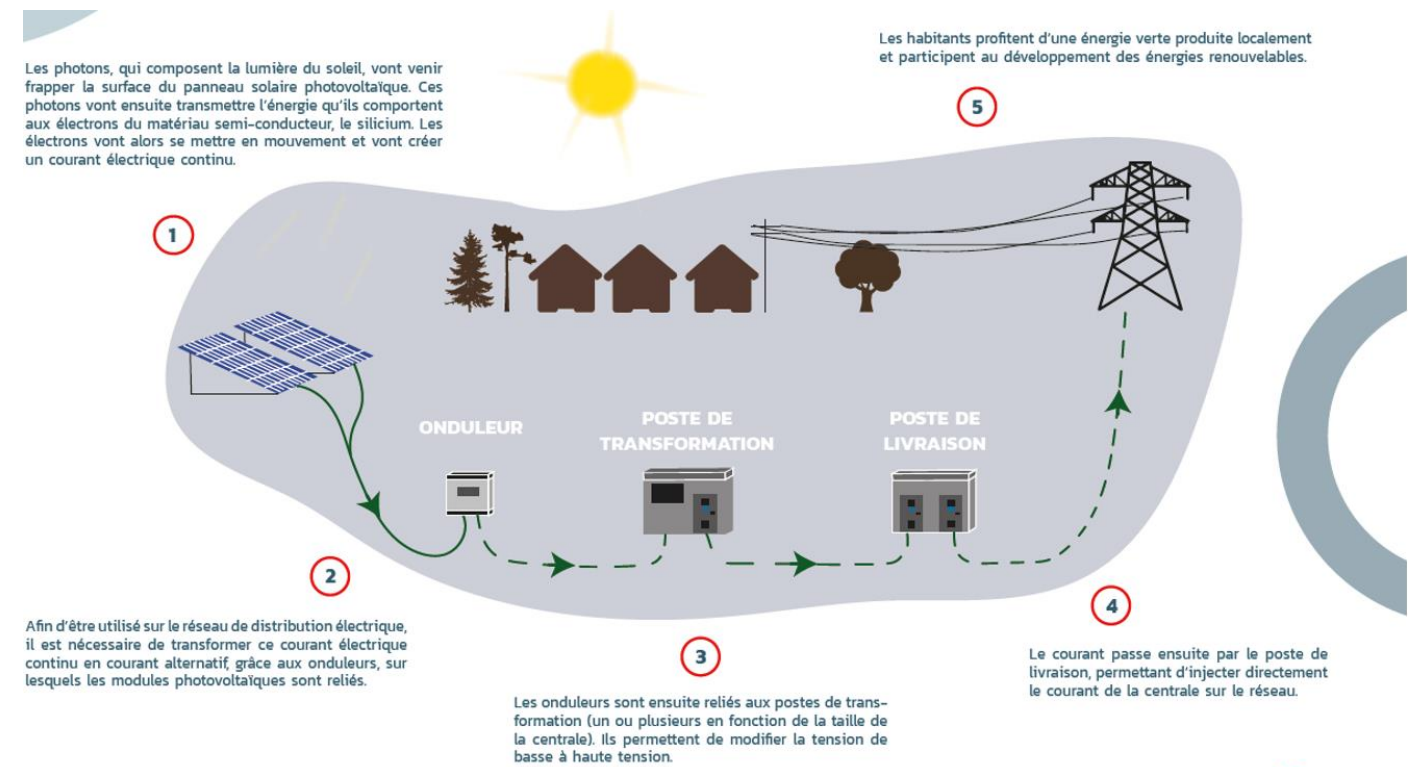 Les photons, qui composent la lumière du soleil, vont venir
frapper la surface du panneau solaire photovoltaïque. Ces
photons vont ensuite transmettre l'énergie qu'ils comportent
aux électrons du matériau semi-conducteur, le silicium. Les
électrons vont alors se mettre en mouvement et vont créer
un courant électrique continu.
1
Les habitants profitent d'une énergie verte produite localement
et participent au développement des énergies renouvelables.
5
ONDULEUR
POSTE DE
TRANSFORMATION
POSTE DE
LIVRAISON
2
Afin d'être utilisé sur le réseau de distribution électrique,
il est nécessaire de transformer ce courant électrique
continu en courant alternatif, grâce aux onduleurs, sur
lesquels les modules photovoltaïques sont reliés.
3
Les onduleurs sont ensuite reliés aux postes de trans-
formation (un ou plusieurs en fonction de la taille de
la centrale). Ils permettent de modifier la tension de
basse à haute tension.
4
Le courant passe ensuite par le poste de
livraison, permettant d'injecter directement
le courant de la centrale sur le réseau.